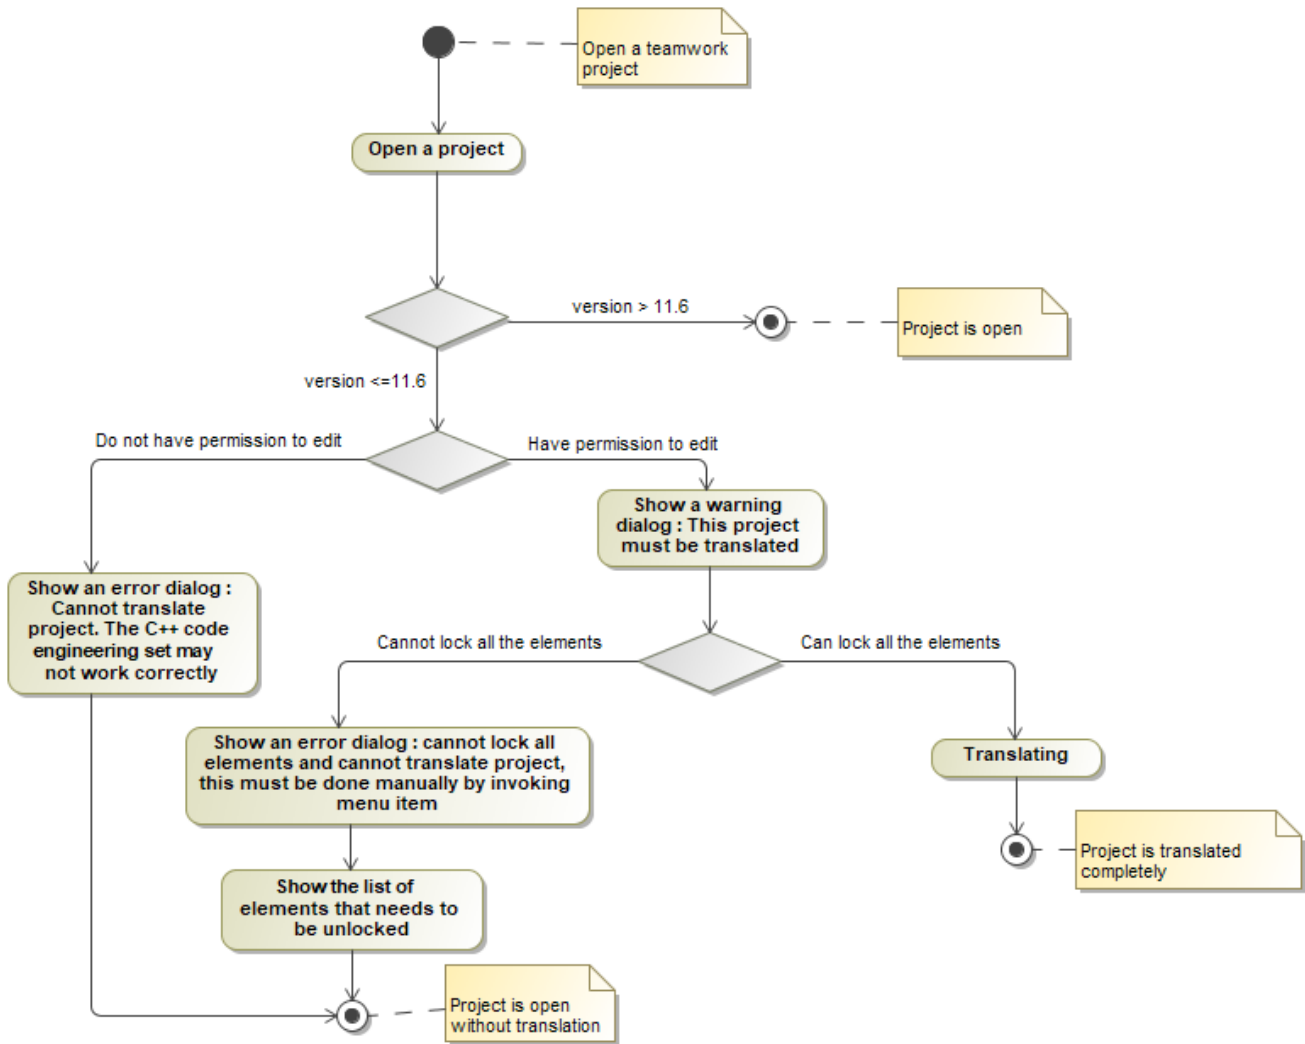 Open a teamwork
project
Open a project
version > 11.6
Project is open
version <=11.6
Do not have permission to edit
Have permission to edit
Show a warning
dialog : This project
must be translated
Show an error dialog :
Cannot translate
project. The C++ code
engineering set may
not work correctly
Cannot lock all the elements
Can lock all the elements
Show an error dialog : cannot lock all
elements and cannot translate project,
this must be done manually by invoking
menu item
Translating
Project is translated
completely
Show the list of
elements that needs to
be unlocked
Project is open
without translation